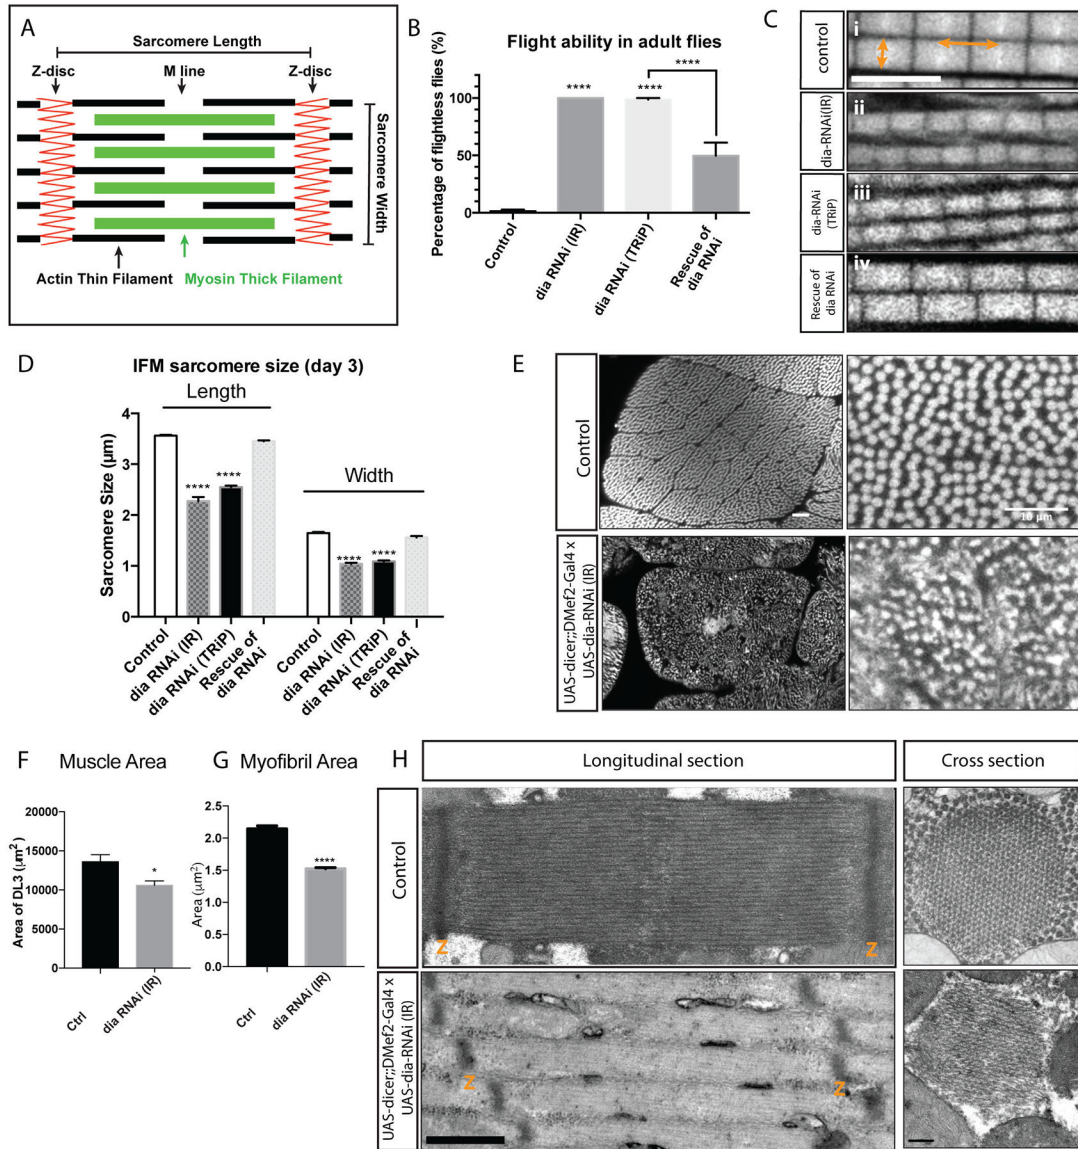 A
Sarcomere Length
Z-disc
M line
Z-disc
Sarcomere Width
Actin Thin Filament
Myosin Thick Filament
B
Flight ability in adult flies
Percentage of flightless flies (%)
100
50
0
****
****
****
Control
dia RNAi (IR)
dia RNAi (TRiP)
Rescue of
dia RNAi
C
control
i
dia-RNAi(IR)
ii
dia-RNAi
(TRiP)
iii
Rescue of
dia RNAi
iv
D
IFM sarcomere size (day 3)
Length
Width
Sarcomere Size (µm)
4
3
2
1
0
****
****
****
****
Control
dia RNAi (IR)
dia RNAi (TRiP)
Rescue of
dia RNAi
Control
dia RNAi (IR)
dia RNAi (TRiP)
Rescue of
dia RNAi
E
Control
10 µm
UAS-dicer;;DMef2-Gal4 x
UAS-dia-RNAi (IR)
F
Muscle Area
Area of DL3 (µm²)
20000
15000
10000
5000
0
*
Ctrl
dia RNAi (IR)
G
Myofibril Area
Area (µm²)
2.5
2.0
1.5
1.0
0.5
0.0
****
Ctrl
dia RNAi (IR)
H
Longitudinal section
Cross section
Control
Z
Z
UAS-dicer;;DMef2-Gal4 x
UAS-dia-RNAi (IR)
Z
Z